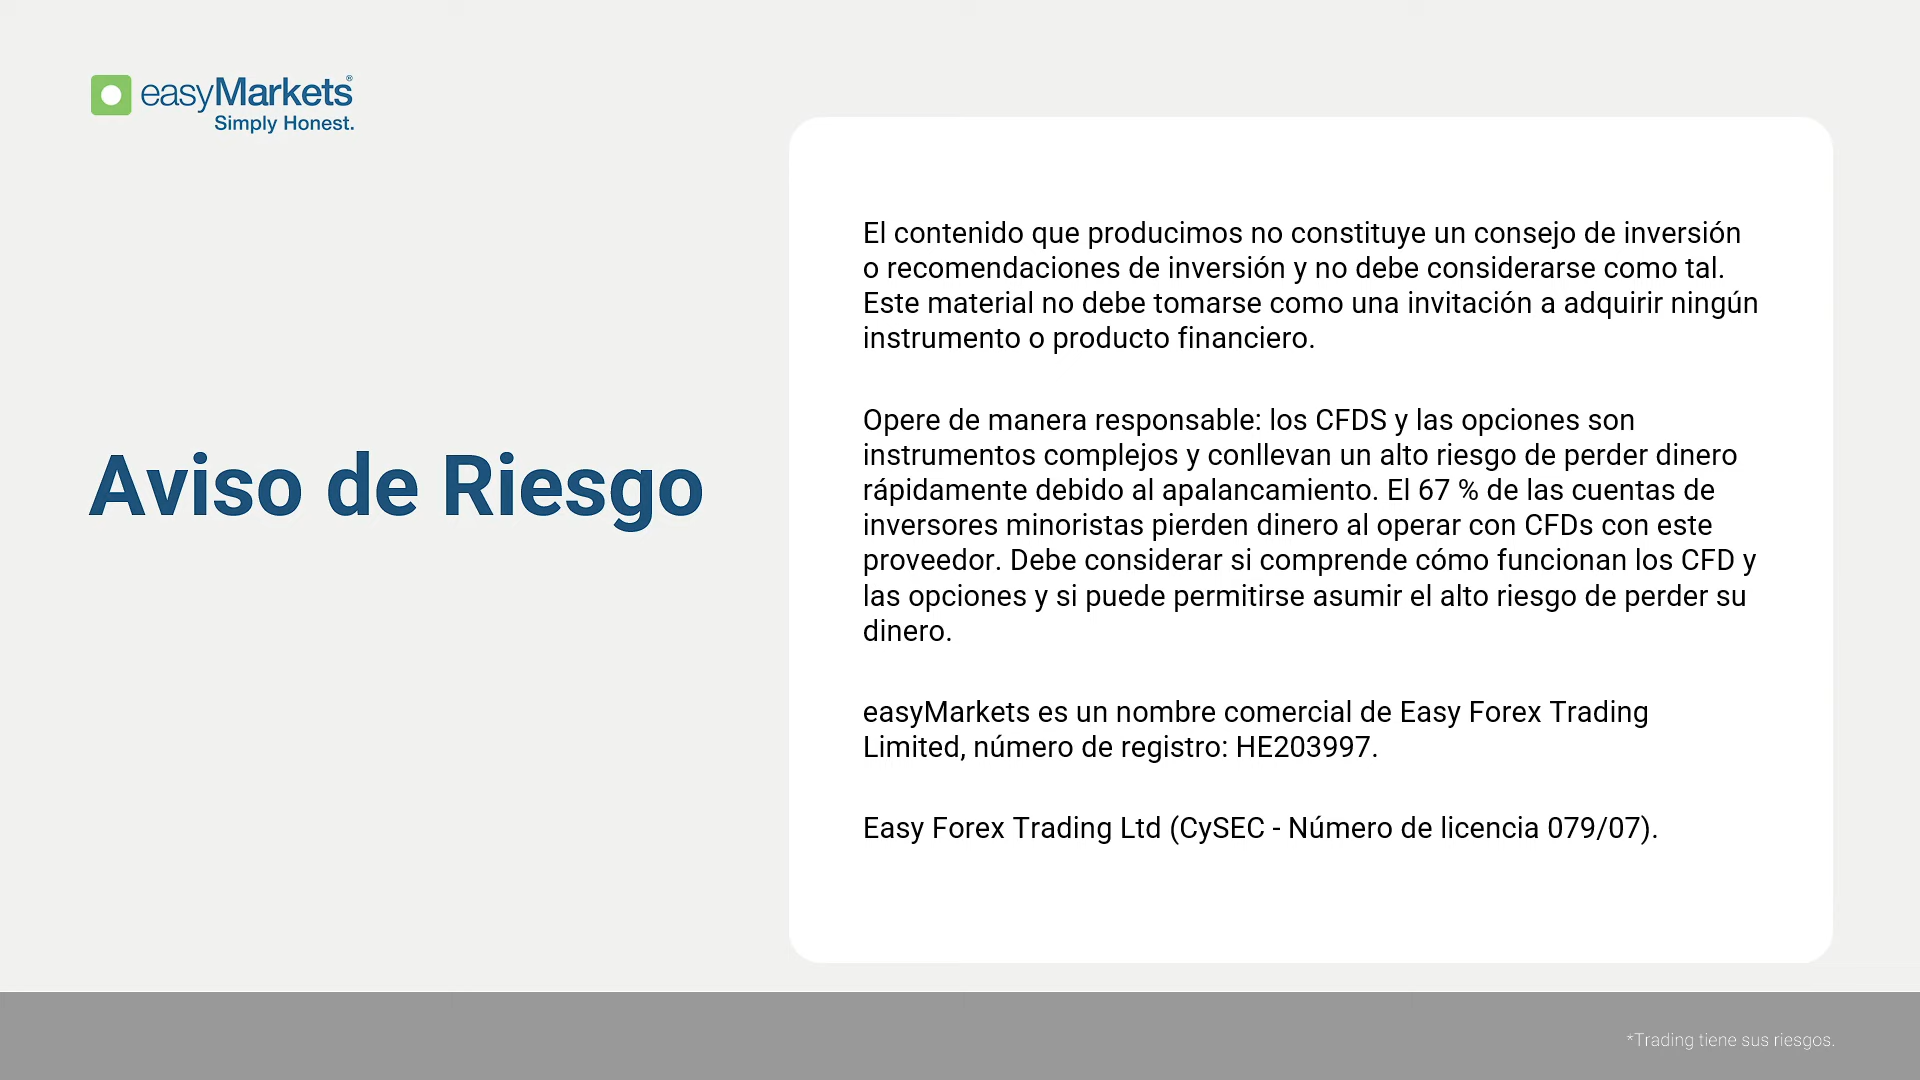 easyMarkets®
Simply Honest.
Aviso de Riesgo
El contenido que producimos no constituye un consejo de inversión
o recomendaciones de inversión y no debe considerarse como tal.
Este material no debe tomarse como una invitación a adquirir ningún
instrumento o producto financiero.
Opere de manera responsable: los CFDS y las opciones son
instrumentos complejos y conllevan un alto riesgo de perder dinero
rápidamente debido al apalancamiento. El 67 % de las cuentas de
inversores minoristas pierden dinero al operar con CFDs con este
proveedor. Debe considerar si comprende cómo funcionan los CFD y
las opciones y si puede permitirse asumir el alto riesgo de perder su
dinero.
easyMarkets es un nombre comercial de Easy Forex Trading
Limited, número de registro: HE203997.
Easy Forex Trading Ltd (CySEC - Número de licencia 079/07).
*Trading tiene sus riesgos.